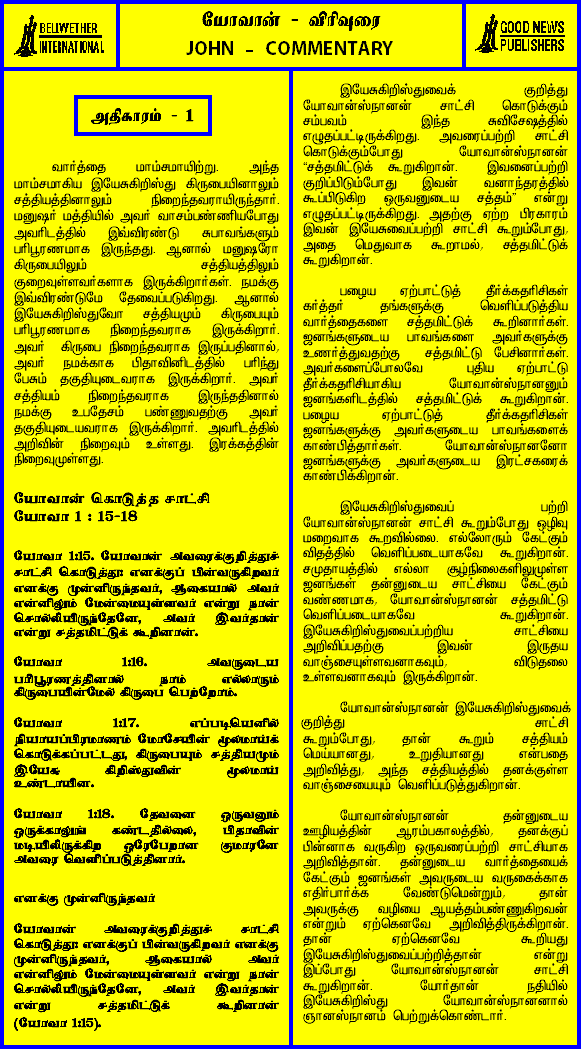 BELWETHER
INTERNATIONAL
யோவான் - விரிவுரை
JOHN - COMMENTARY
GOOD NEWS
PUBLISHERS
அதிகாரம் - 1
வார்த்தை மாம்சமாயிற்று. அந்த
மாம்சமாகிய இயேசுகிறிஸ்து கிருபையினாலும்
சத்தியத்தினாலும் நிறைந்தவராயிருந்தார்.
மனுஷர் மத்தியில் அவர் வாசம்பண்ணியபோது
அவரிடத்தில் இவ்விரண்டு சுபாவங்களும்
பரிபூரணமாக இருந்தது. ஆனால் மனுஷரோ
கிருபையிலும் சத்தியத்திலும்
குறைவுள்ளவர்களாக இருக்கிறார்கள். நமக்கு
இவ்விரண்டுமே தேவைப்படுகிறது. ஆனால்
இயேசுகிறிஸ்துவோ சத்தியமும் கிருபையும்
பரிபூரணமாக நிறைந்தவராக இருக்கிறார்.
அவர் கிருபை நிறைந்தவராக இருப்பதினால்,
அவர் நமக்காக பிதாவினிடத்தில் பரிந்து
பேசும் தகுதியுடைவராக இருக்கிறார். அவர்
சத்தியம் நிறைந்தவராக இருந்ததினால்
நமக்கு உபதேசம் பண்ணுவதற்கு அவர்
தகுதியுடையவராக இருக்கிறார். அவரிடத்தில்
அறிவின் நிறைவும் உள்ளது. இரக்கத்தின்
நிறைவுமுள்ளது.
யோவான் கொடுத்த சாட்சி
யோவா 1 : 15-18
யோவா 1:15. யோவான் அவரைக்குறித்துச்
சாட்சி கொடுத்து: எனக்குப் பின்வருகிறவர்
எனக்கு முன்னிருந்தவர், ஆகையால் அவர்
என்னிலும் மேன்மையுள்ளவர் என்று நான்
சொல்லியிருந்தேனே, அவர் இவர்தான்
என்று சத்தமிட்டுக் கூறினான்.
யோவா 1:16. அவருடைய
பரிபூரணத்தினால் நாம் எல்லாரும்
கிருபையின்மேல் கிருபை பெற்றோம்.
யோவா 1:17. எப்படியெனில்
நியாயப்பிரமாணம் மோசேயின் மூலமாய்க்
கொடுக்கப்பட்டது, கிருபையும் சத்தியமும்
இயேசு கிறிஸ்துவின் மூலமாய்
உண்டாயின.
யோவா 1:18. தேவனை ஒருவனும்
ஒருக்காலுங் கண்டதில்லை, பிதாவின்
மடியிலிருக்கிற ஒரேபேறான குமாரனே
அவரை வெளிப்படுத்தினார்.
எனக்கு முன்னிருந்தவர்
யோவான் அவரைக்குறித்துச் சாட்சி
கொடுத்து: எனக்குப் பின்வருகிறவர் எனக்கு
முன்னிருந்தவர், ஆகையால் அவர்
என்னிலும் மேன்மையுள்ளவர் என்று நான்
சொல்லியிருந்தேனே, அவர் இவர்தான்
என்று சத்தமிட்டுக் கூறினான்
(யோவா 1:15).
இயேசுகிறிஸ்துவைக் குறித்து
யோவான்ஸ்நானன் சாட்சி கொடுக்கும்
சம்பவம் இந்த சுவிசேஷத்தில்
எழுதப்பட்டிருக்கிறது. அவரைப்பற்றி சாட்சி
கொடுக்கும்போது யோவான்ஸ்நானன்
"சத்தமிட்டுக் கூறுகிறான். இவனைப்பற்றி
குறிப்பிடும்போது இவன் வனாந்தரத்தில்
கூப்பிடுகிற ஒருவனுடைய சத்தம்" என்று
எழுதப்பட்டிருக்கிறது. அதற்கு ஏற்ற பிரகாரம்
இவன் இயேசுவைப்பற்றி சாட்சி கூறும்போது,
அதை மெதுவாக கூறாமல், சத்தமிட்டுக்
கூறுகிறான்.
பழைய ஏற்பாட்டுத் தீர்க்கதரிசிகள்
கர்த்தர் தங்களுக்கு வெளிப்படுத்திய
வார்த்தைகளை சத்தமிட்டுக் கூறினார்கள்.
ஜனங்களுடைய பாவங்களை அவர்களுக்கு
உணர்த்துவதற்கு சத்தமிட்டு பேசினார்கள்.
அவர்களைப்போலவே புதிய ஏற்பாட்டு
தீர்க்கதரிசியாகிய யோவான்ஸ்நானனும்
ஜனங்களிடத்தில் சத்தமிட்டுக் கூறுகிறான்.
பழைய ஏற்பாட்டுத் தீர்க்கதரிசிகள்
ஜனங்களுக்கு அவர்களுடைய பாவங்களைக்
காண்பித்தார்கள். யோவான்ஸ்நானனோ
ஜனங்களுக்கு அவர்களுடைய இரட்சகரைக்
காண்பிக்கிறான்.
இயேசுகிறிஸ்துவைப் பற்றி
யோவான்ஸ்நானன் சாட்சி கூறும்போது ஒழிவு
மறைவாக கூறவில்லை. எல்லோரும் கேட்கும்
விதத்தில் வெளிப்படையாகவே கூறுகிறான்.
சமுதாயத்தில் எல்லா சூழ்நிலைகளிலுமுள்ள
ஜனங்கள் தன்னுடைய சாட்சியை கேட்கும்
வண்ணமாக, யோவான்ஸ்நானன் சத்தமிட்டு
வெளிப்படையாகவே கூறுகிறான்.
இயேசுகிறிஸ்துவைப்பற்றிய சாட்சியை
அறிவிப்பதற்கு இவன் இருதய
வாஞ்சையுள்ளவனாகவும், விடுதலை
உள்ளவனாகவும் இருக்கிறான்.
யோவான்ஸ்நானன் இயேசுகிறிஸ்துவைக்
குறித்து சாட்சி
கூறும்போது, தான் கூறும் சத்தியம்
மெய்யானது, உறுதியானது என்பதை
அறிவித்து, அந்த சத்தியத்தில் தனக்குள்ள
வாஞ்சையையும் வெளிப்படுத்துகிறான்.
யோவான்ஸ்நானன் தன்னுடைய
ஊழியத்தின் ஆரம்பகாலத்தில், தனக்குப்
பின்னாக வருகிற ஒருவரைப்பற்றி சாட்சியாக
அறிவித்தான். தன்னுடைய வார்த்தையைக்
கேட்கும் ஜனங்கள் அவருடைய வருகைக்காக
எதிர்பார்க்க வேண்டுமென்றும், தான்
அவருக்கு வழியை ஆயத்தம்பண்ணுகிறவன்
என்றும் ஏற்கெனவே அறிவித்திருக்கிறான்.
தான் ஏற்கெனவே கூறியது
இயேசுகிறிஸ்துவைப்பற்றித்தான் என்று
இப்போது யோவான்ஸ்நானன் சாட்சி
கூறுகிறான். யோர்தான் நதியில்
இயேசுகிறிஸ்து யோவான்ஸ்நானனால்
ஞானஸ்நானம் பெற்றுக்கொண்டார்.